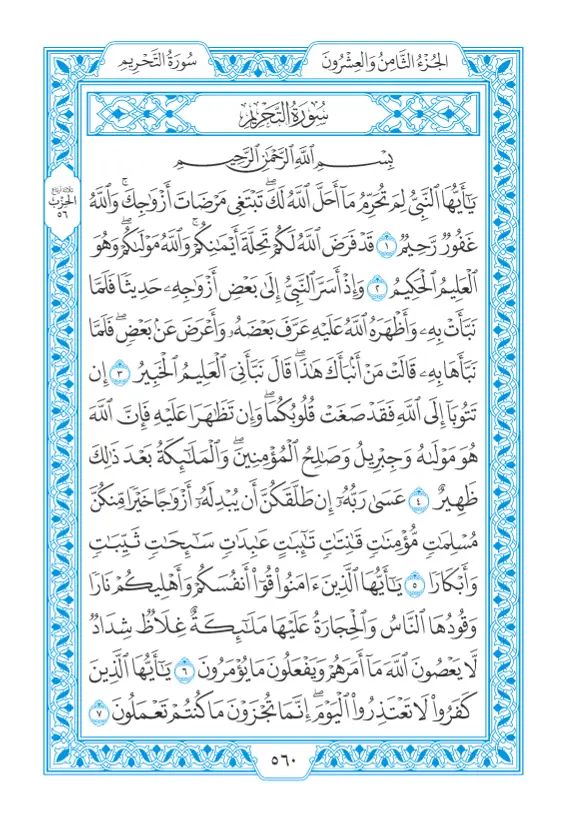 الجُزْءُ الثَّامِنُ وَالعِشْرُونَ
سُورَةُ التَّحْرِيمِ
سُورَةُ التَّحْرِيمِ
بِسْمِ ٱللَّهِ ٱلرَّحْمَٰنِ ٱلرَّحِيمِ
يَٰٓأَيُّهَا ٱلنَّبِيُّ لِمَ تُحَرِّمُ مَآ أَحَلَّ ٱللَّهُ لَكَۖ تَبْتَغِى مَرْضَاتَ أَزْوَٰجِكَۚ وَٱللَّهُ
غَفُورٌ رَّحِيمٌ ١ قَدْ فَرَضَ ٱللَّهُ لَكُمْ تَحِلَّةَ أَيْمَٰنِكُمْۚ وَٱللَّهُ مَوْلَىٰكُمْۖ وَهُوَ
ٱلْعَلِيمُ ٱلْحَكِيمُ ٢ وَإِذْ أَسَرَّ ٱلنَّبِىُّ إِلَىٰ بَعْضِ أَزْوَٰجِهِۦ حَدِيثًا فَلَمَّا
نَبَّأَتْ بِهِۦ وَأَظْهَرَهُ ٱللَّهُ عَلَيْهِ عَرَّفَ بَعْضَهُۥ وَأَعْرَضَ عَنۢ بَعْضٍۖ فَلَمَّا
نَبَّأَهَا بِهِۦ قَالَتْ مَنْ أَنۢبَأَكَ هَٰذَاۖ قَالَ نَبَّأَنِىَ ٱلْعَلِيمُ ٱلْخَبِيرُ ٣ إِن
تَتُوبَآ إِلَى ٱللَّهِ فَقَدْ صَغَتْ قُلُوبُكُمَاۖ وَإِن تَظَٰهَرَا عَلَيْهِ فَإِنَّ ٱللَّهَ
هُوَ مَوْلَىٰهُ وَجِبْرِيلُ وَصَٰلِحُ ٱلْمُؤْمِنِينَۖ وَٱلْمَلَٰٓئِكَةُ بَعْدَ ذَٰلِكَ
ظَهِيرٌ ٤ عَسَىٰ رَبُّهُۥٓ إِن طَلَّقَكُنَّ أَن يُبْدِلَهُۥٓ أَزْوَٰجًا خَيْرًا مِّنكُنَّ
مُسْلِمَٰتٍ مُّؤْمِنَٰتٍ قَٰنِتَٰتٍ تَٰٓئِبَٰتٍ عَٰبِدَٰتٍ سَٰٓئِحَٰتٍ ثَيِّبَٰتٍ
وَأَبْكَارًا ٥ يَٰٓأَيُّهَا ٱلَّذِينَ ءَامَنُوا۟ قُوٓا۟ أَنفُسَكُمْ وَأَهْلِيكُمْ نَارًا
وَقُودُهَا ٱلنَّاسُ وَٱلْحِجَارَةُ عَلَيْهَا مَلَٰٓئِكَةٌ غِلَاظٌ شِدَادٌ
لَّا يَعْصُونَ ٱللَّهَ مَآ أَمَرَهُمْ وَيَفْعَلُونَ مَا يُؤْمَرُونَ ٦ يَٰٓأَيُّهَا ٱلَّذِينَ
كَفَرُوا۟ لَا تَعْتَذِرُوا۟ ٱلْيَوْمَۖ إِنَّمَا تُجْزَوْنَ مَا كُنتُمْ تَعْمَلُونَ ٧
ثلاثة أرباع
الحِزْبِ
٥٦
٥٦٠